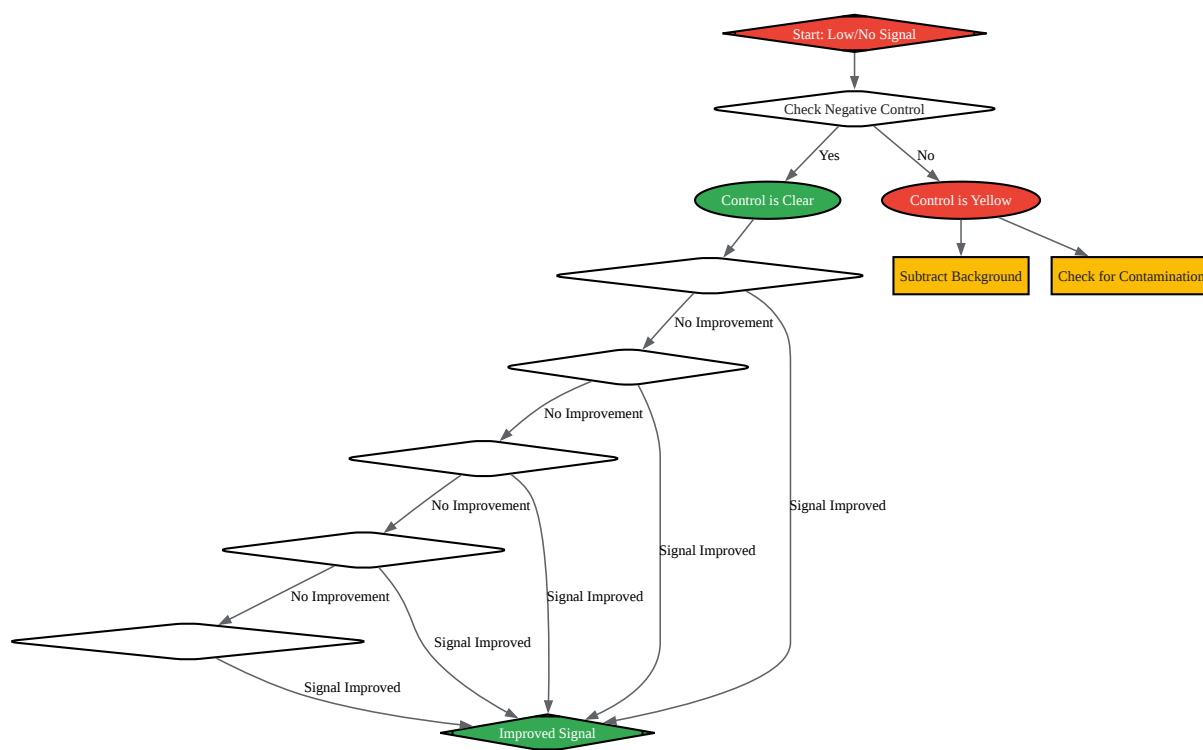 Start: Low/No Signal
Check Negative Control
Yes
No
Control is Clear
Control is Yellow
Subtract Background
Check for Contamination
No Improvement
No Improvement
No Improvement
Signal Improved
Signal Improved
No Improvement
Signal Improved
Signal Improved
Signal Improved
Improved Signal